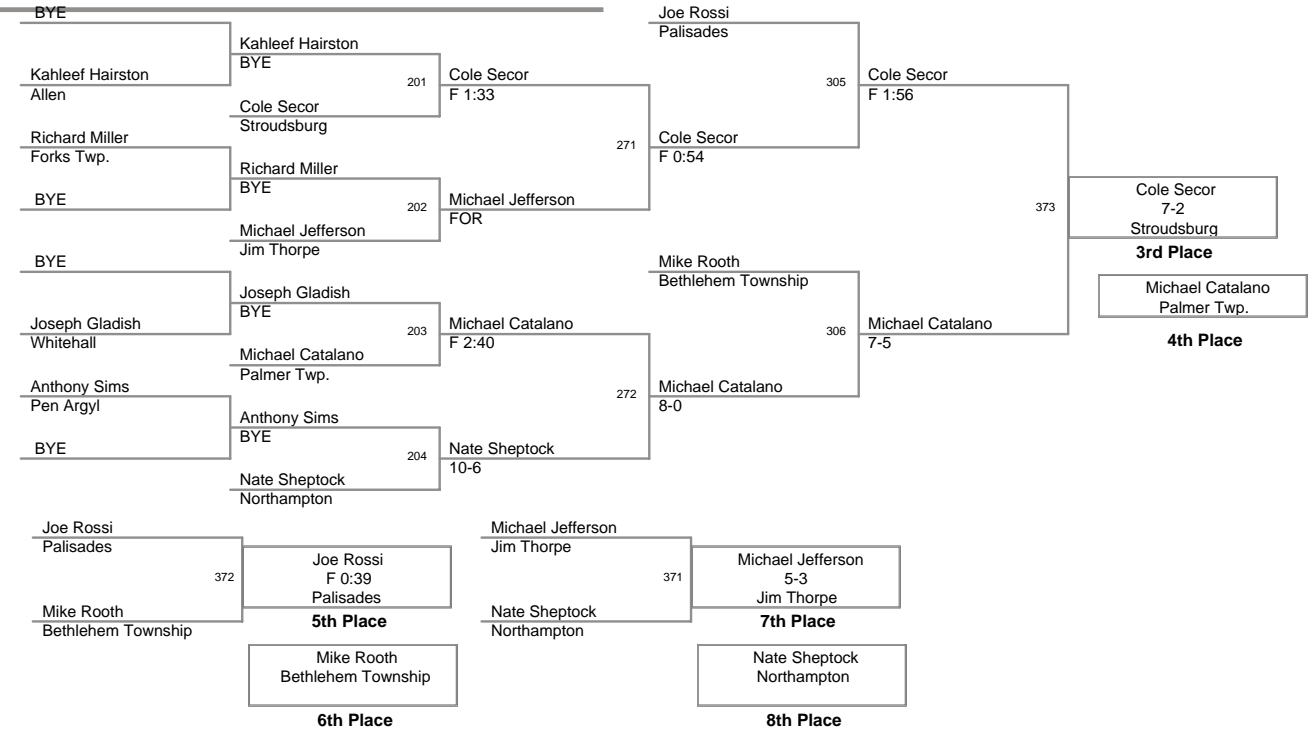 BYE
Kahleef Hairston
Allen
Richard Miller
Forks Twp.
BYE
BYE
Joseph Gladish
Whitehall
Anthony Sims
Pen Argyl
BYE
Kahleef Hairston
BYE
201
Cole Secor
Stroudsburg
Richard Miller
BYE
202
Michael Jefferson
Jim Thorpe
Joseph Gladish
BYE
203
Michael Catalano
Palmer Twp.
Anthony Sims
BYE
204
Nate Sheptock
Northampton
Cole Secor
F 1:33
271
Michael Jefferson
FOR
Michael Catalano
F 2:40
272
Nate Sheptock
10-6
Joe Rossi
Palisades
305
Cole Secor
F 0:54
Mike Rooth
Bethlehem Township
306
Michael Catalano
8-0
Cole Secor
F 1:56
373
Michael Catalano
7-5
Cole Secor
7-2
Stroudsburg
3rd Place
Michael Catalano
Palmer Twp.
4th Place
Joe Rossi
Palisades
372
Mike Rooth
Bethlehem Township
Joe Rossi
F 0:39
Palisades
5th Place
Mike Rooth
Bethlehem Township
6th Place
Michael Jefferson
Jim Thorpe
371
Nate Sheptock
Northampton
Michael Jefferson
5-3
Jim Thorpe
7th Place
Nate Sheptock
Northampton
8th Place